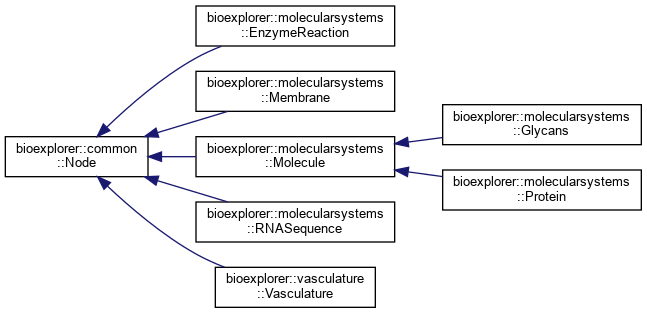 bioexplorer::molecularsystems
::EnzymeReaction
bioexplorer::molecularsystems
::Membrane
bioexplorer::common
::Node
bioexplorer::molecularsystems
::Molecule
bioexplorer::molecularsystems
::Glycans
bioexplorer::molecularsystems
::Protein
bioexplorer::molecularsystems
::RNASequence
bioexplorer::vasculature
::Vasculature